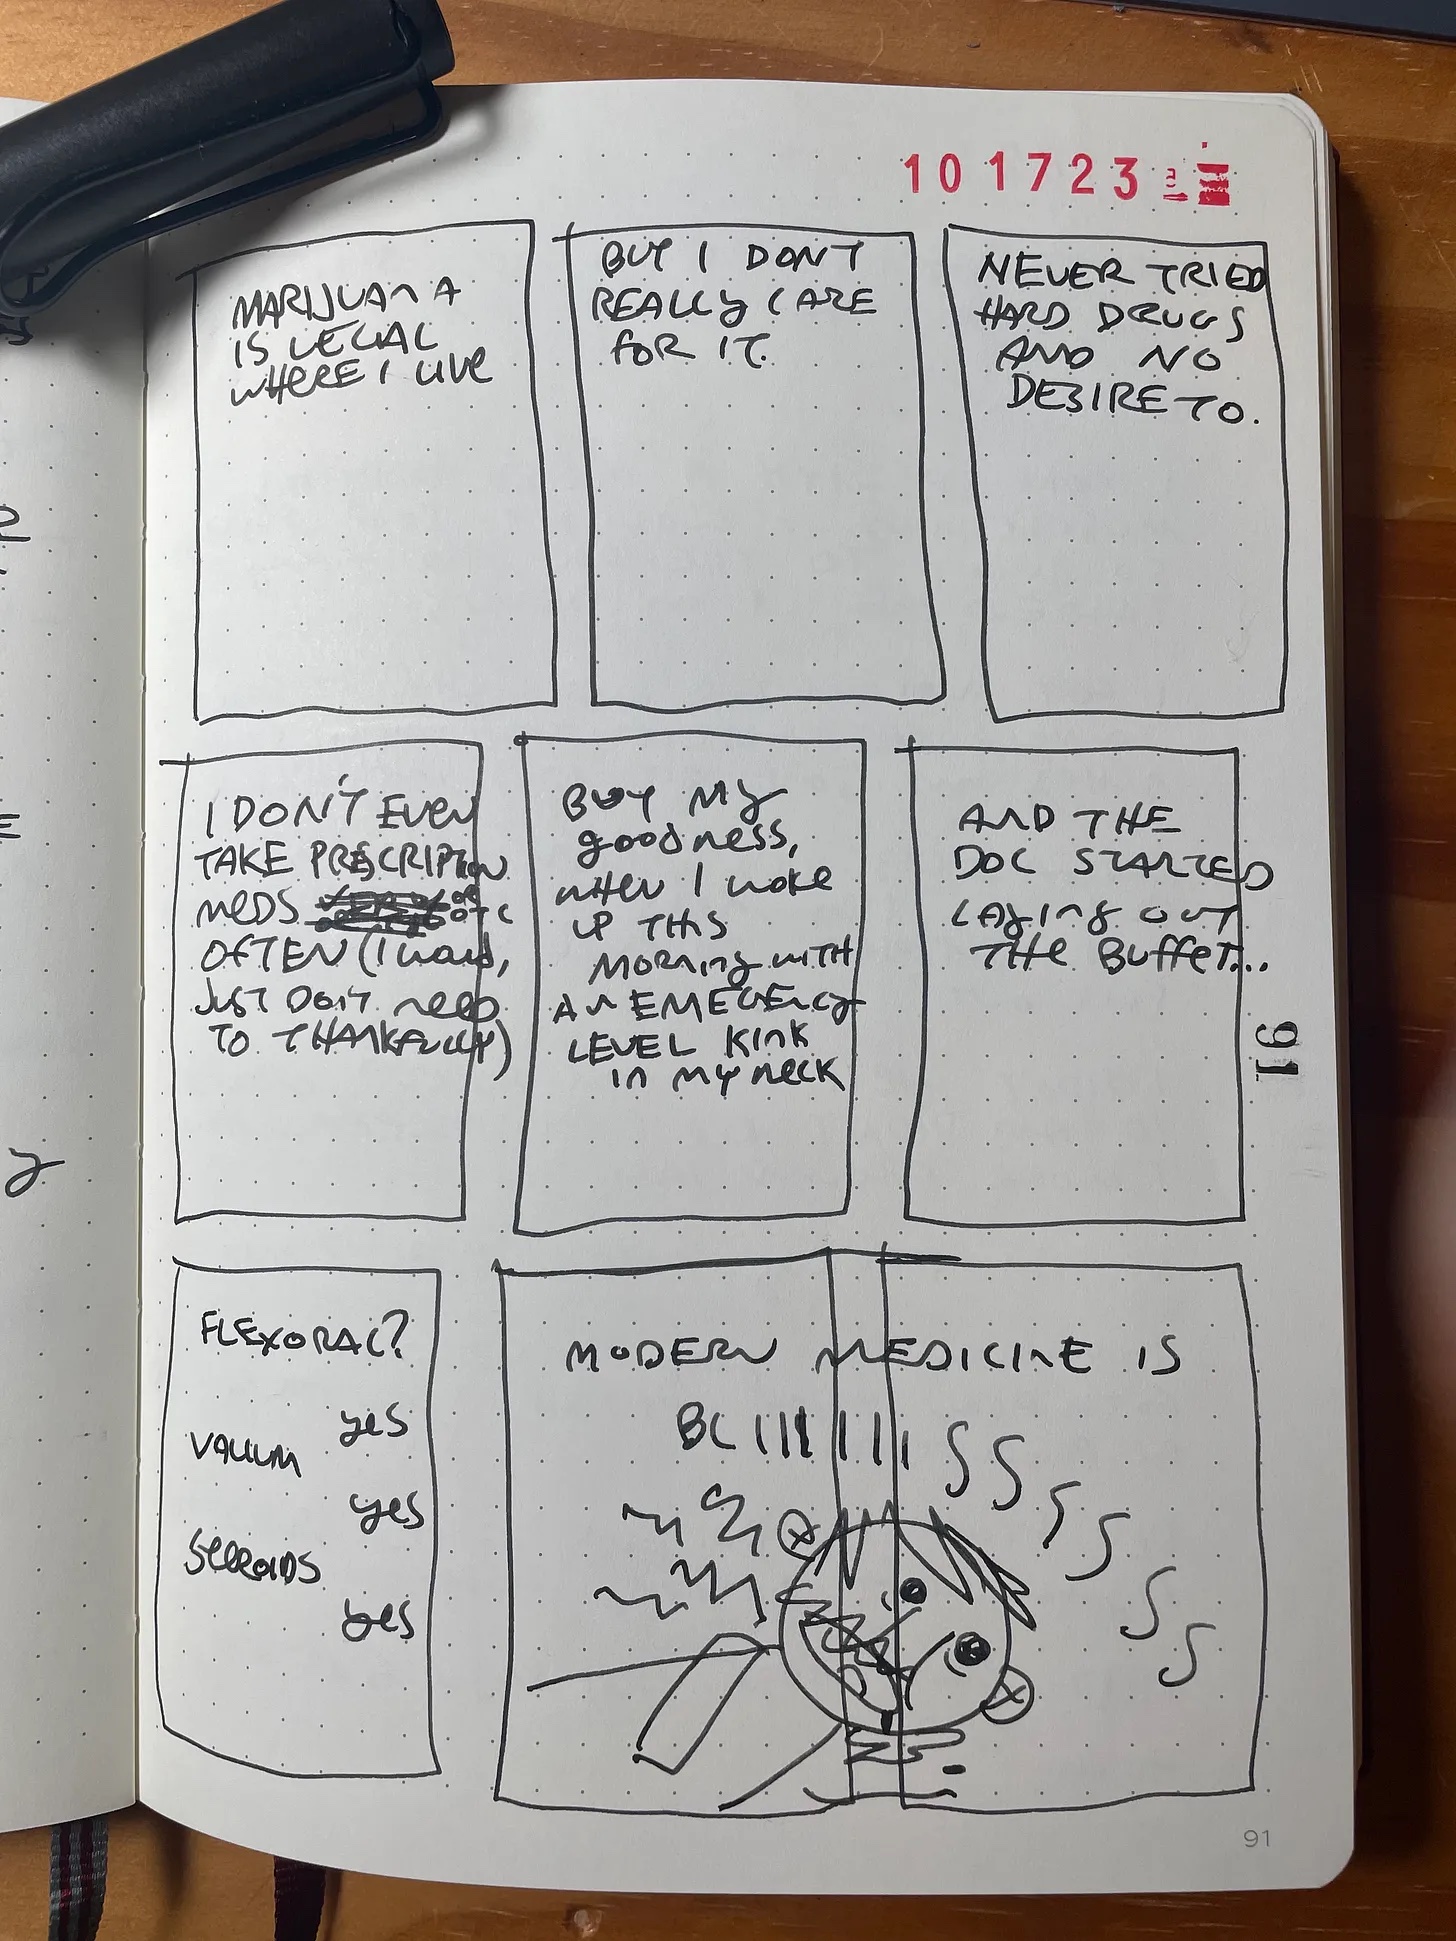 101723
MARIJUANA
IS LEGAL
WHERE I LIVE
BUT I DON'T
REALLY CARE
FOR IT.
NEVER TRIED
HARD DRUGS
AND NO
DESIRE TO.
I DON'T EVEN
TAKE PRESCRIPTION
MEDS OR OTC
OFTEN (I WOULD,
JUST DON'T NEED
TO THANKFULLY)
BUT MY
goodness,
WHEN I WOKE
UP THIS
MORNING WITH
AN EMERGENCY
LEVEL KINK
IN MY NECK
AND THE
DOC STARTED
LAYING OUT
THE BUFFET...
91
FLEXORAL?
yes
VALIUM
yes
STEROIDS
yes
MODERN MEDICINE IS
BLIIIIIISSSSSS
91